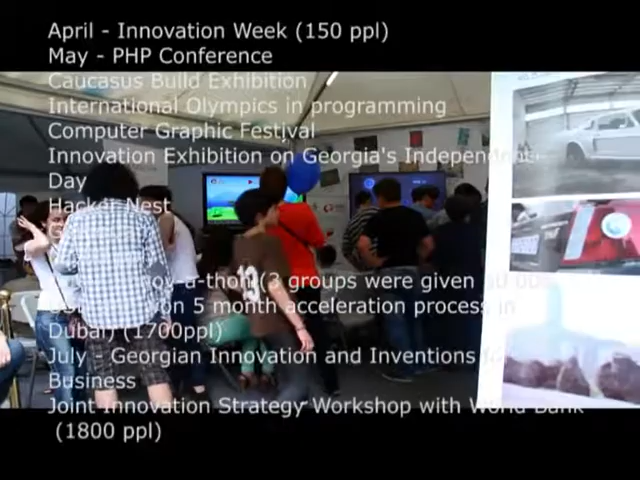 April - Innovation Week (150 ppl)
May - PHP Conference
Caucasus Build Exhibition
International Olympics in programming
Computer Graphic Festival
Innovation Exhibition on Georgia's Independence
Day
Hacker Nest
(3 groups were given
on 5 month acceleration process in
Dubai) (1700ppl)
July - Georgian Innovation and Inventions
Business
Joint Innovation Strategy Workshop with World Bank
(1800 ppl)